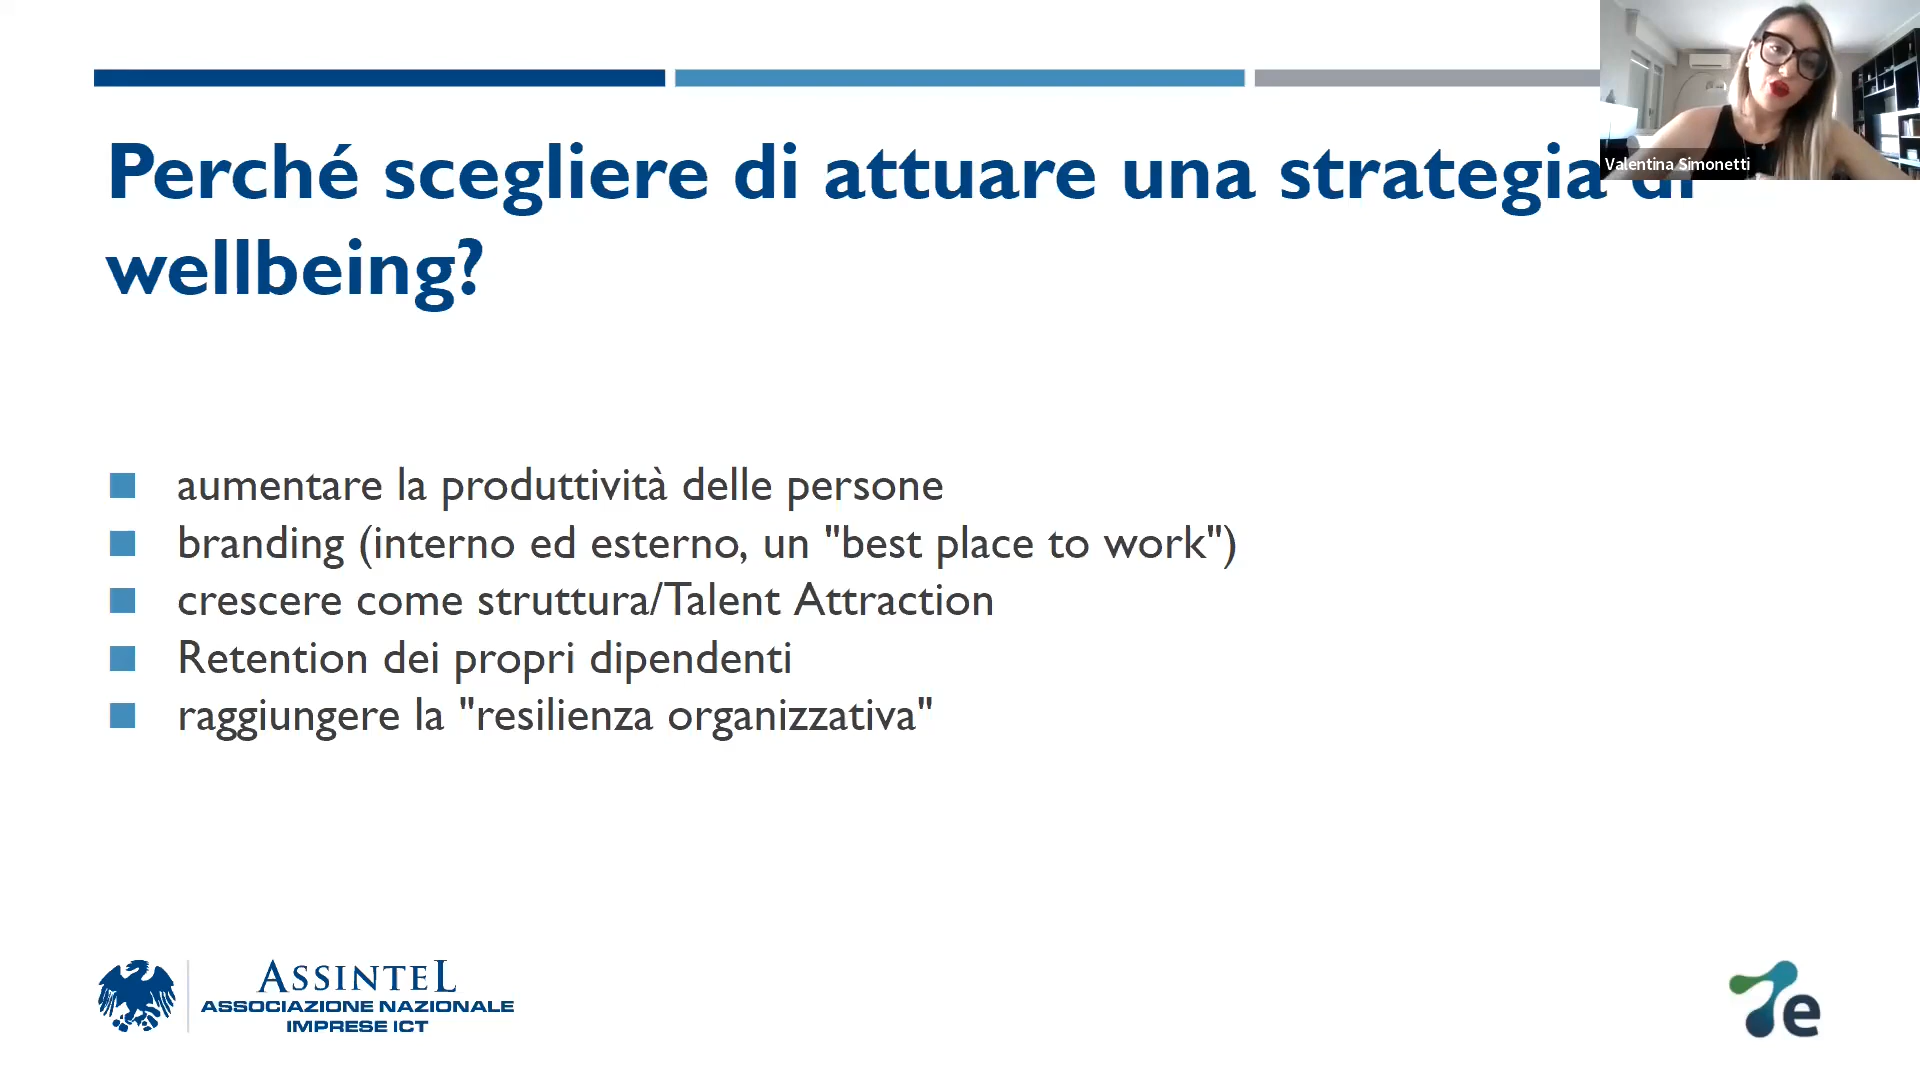 Perché scegliere di attuare una strategia di
wellbeing?
Valentina Simonetti
aumentare la produttività delle persone
branding (interno ed esterno, un "best place to work")
crescere come struttura/Talent Attraction
Retention dei propri dipendenti
raggiungere la "resilienza organizzativa"
ASSINTEL
ASSOCIAZIONE NAZIONALE
IMPRESE ICT
e